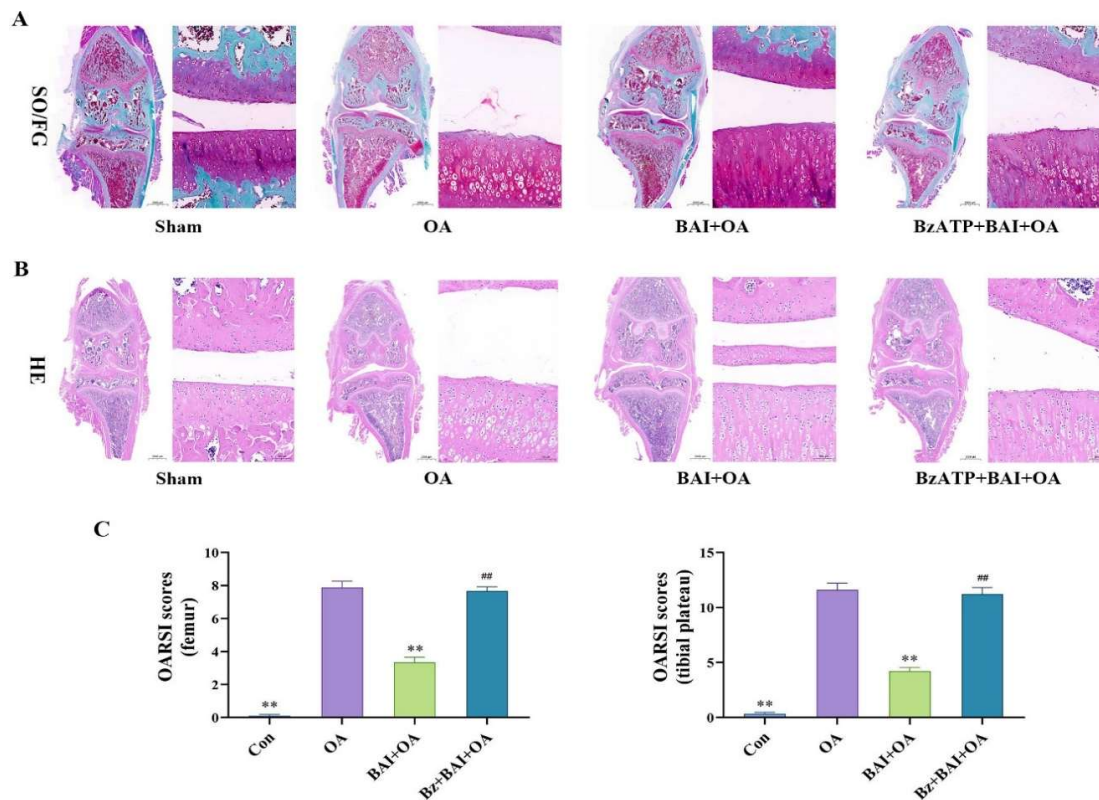 A
SO/FG
Sham
OA
BAI+OA
BzATP+BAI+OA
B
HE
Sham
OA
BAI+OA
BzATP+BAI+OA
C
OARSI scores
(femur)
10
8
6
4
2
0
**
**
##
Con
OA
BAI+OA
Bz+BAI+OA
OARSI scores
(tibial plateau)
15
10
5
0
**
**
##
Con
OA
BAI+OA
Bz+BAI+OA